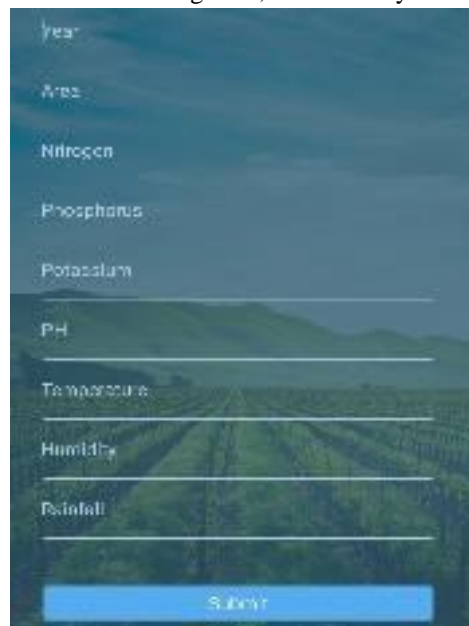 year
Area
Nitrogen
Phosphorus
Potassium
PH
Temperature
Humidity
Rainfall
Submit